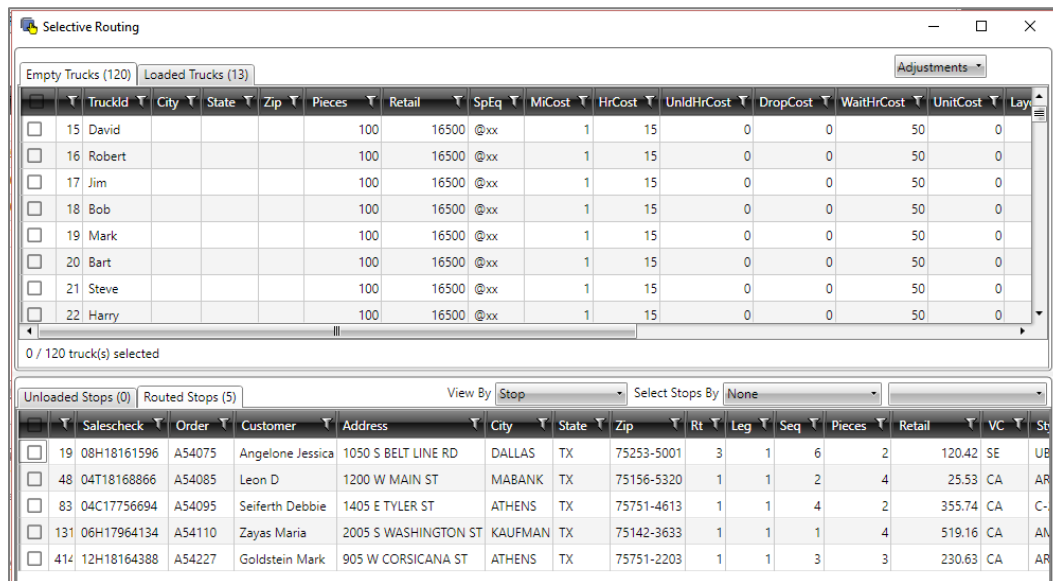 Selective Routing
Empty Trucks (120) Loaded Trucks (13) Adjustments
TruckId City State Zip Pieces Retail SpEq MiCost HrCost UnldHrCost DropCost WaitHrCost UnitCost
15 David 100 16500 @xx 1 15 0 0 50 0
16 Robert 100 16500 @xx 1 15 0 0 50 0
17 Jim 100 16500 @xx 1 15 0 0 50 0
18 Bob 100 16500 @xx 1 15 0 0 50 0
19 Mark 100 16500 @xx 1 15 0 0 50 0
20 Bart 100 16500 @xx 1 15 0 0 50 0
21 Steve 100 16500 @xx 1 15 0 0 50 0
22 Harry 100 16500 @xx 1 15 0 0 50 0
0 / 120 truck(s) selected
Unloaded Stops (0) Routed Stops (5) View By Stop Select Stops By None
Salescheck Order Customer Address City State Zip Rt Leg Seq Pieces Retail VC
19 08H18161596 A54075 Angelone Jessica 1050 S BELT LINE RD DALLAS TX 75253-5001 3 1 6 2 120.42 SE UB
48 04T18168866 A54085 Leon D 1200 W MAIN ST MABANK TX 75156-5320 1 1 2 4 25.53 CA AR
83 04C17756694 A54095 Seiferth Debbie 1405 E TYLER ST ATHENS TX 75751-4613 1 1 4 2 355.74 CA
131 06H17964134 A54110 Zayas Maria 2005 S WASHINGTON ST KAUFMAN TX 75142-3633 1 1 1 4 519.16 CA
414 12H18164388 A54227 Goldstein Mark 905 W CORSICANA ST ATHENS TX 75751-2203 1 1 3 3 230.63 CA AR